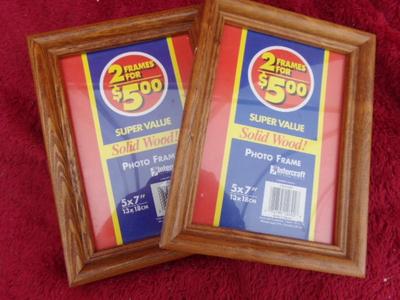 2 FRAMES
FOR
$5.00
SUPER VALUE
Solid Wood!
PHOTO FRAME
5x7"
13x18CM
2 FRAMES
FOR
$5.00
SUPER VALUE
Solid Wood!
PHOTO FRAME
Intercraft
5x7"
13x18CM